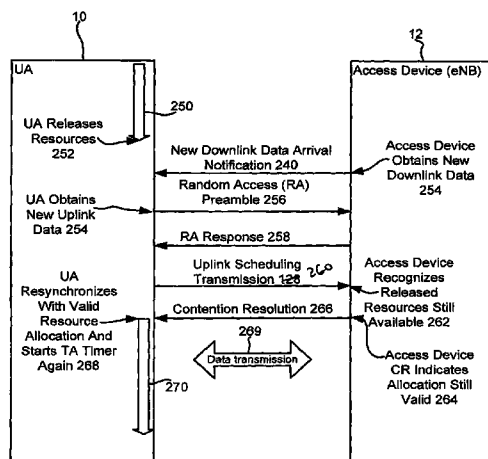 10
12
UA
Access Device (eNB)
250
UA Releases
Resources
252
New Downlink Data Arrival
Notification 240
Access Device
Obtains New
Downlink Data
254
UA Obtains
New Uplink
Data 254
Random Access (RA)
Preamble 256
RA Response 258
UA
Resynchronizes
With Valid
Resource
Allocation And
Starts TA Timer
Again 268
Uplink Scheduling
Transmission 128 260
Access Device
Recognizes
Released
Resources Still
Available 262
Contention Resolution 266
269
Data transmission
270
Access Device
CR Indicates
Allocation Still
Valid 264